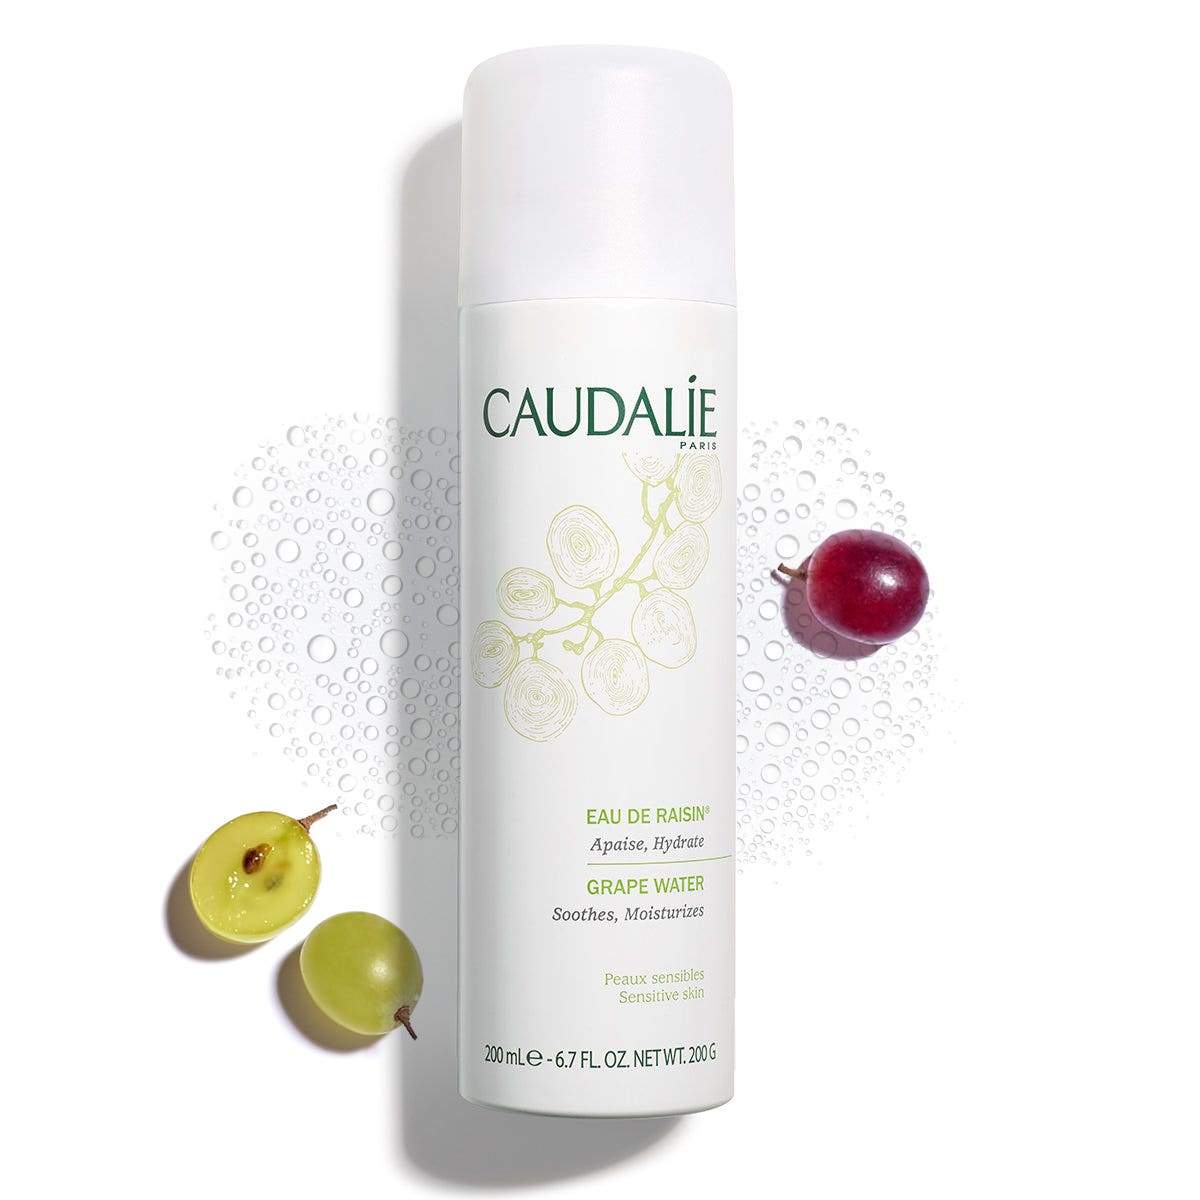 CAUDALIE
PARIS
EAU DE RAISIN®
Apaise, Hydrate
GRAPE WATER
Soothes, Moisturizes
Peaux sensibles
Sensitive skin
200 mL℮ - 6.7 FL. OZ. NET WT. 200 G